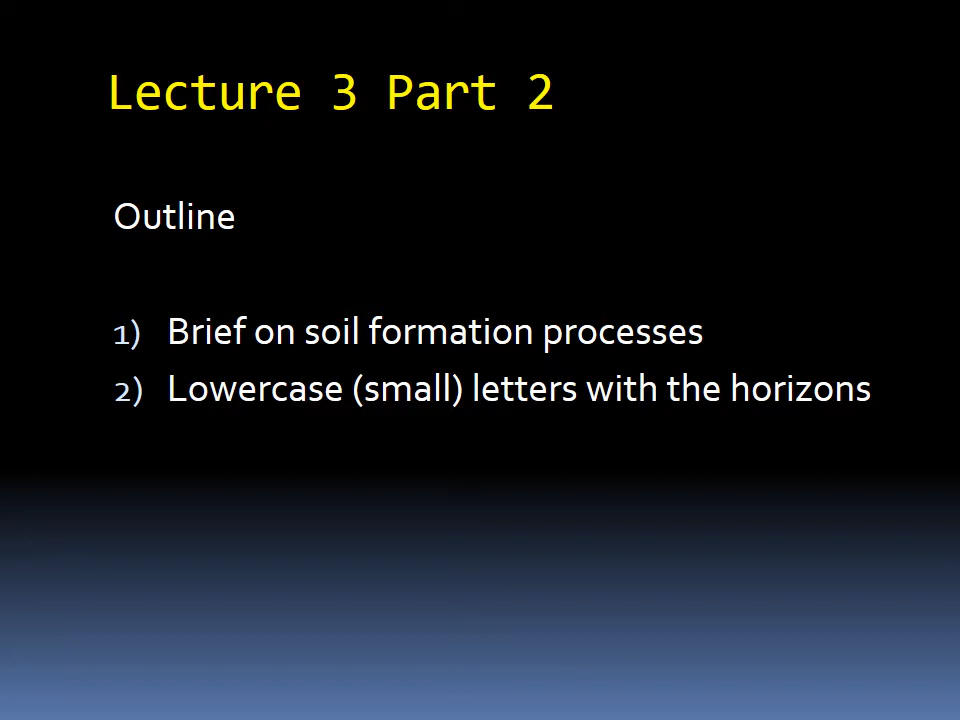 Lecture 3 Part 2
Outline
1) Brief on soil formation processes
2) Lowercase (small) letters with the horizons